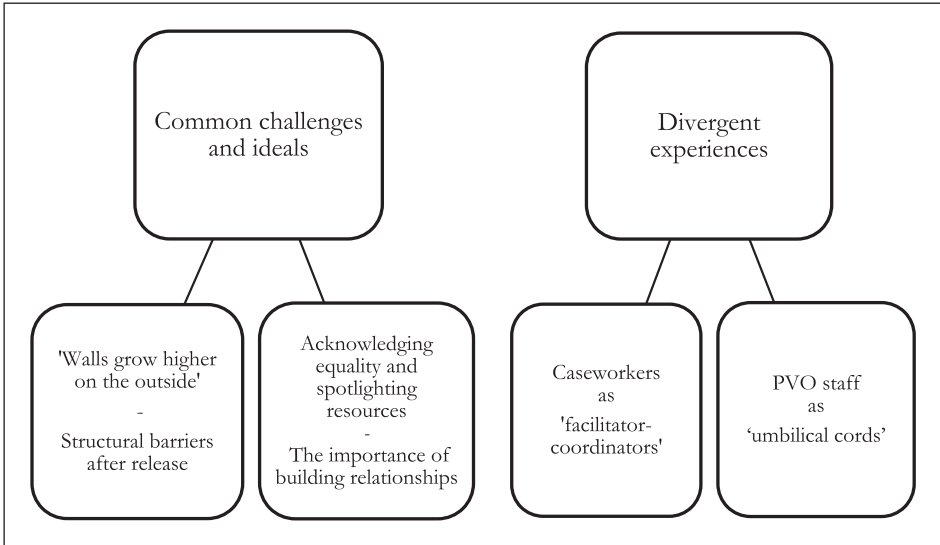 Common challenges
and ideals
Divergent
experiences
'Walls grow higher
on the outside'
-
Structural barriers
after release
Acknowledging
equality and
spotlighting
resources
-
The importance of
building relationships
Caseworkers
as
'facilitator-
coordinators'
PVO staff
as
‘umbilical cords’